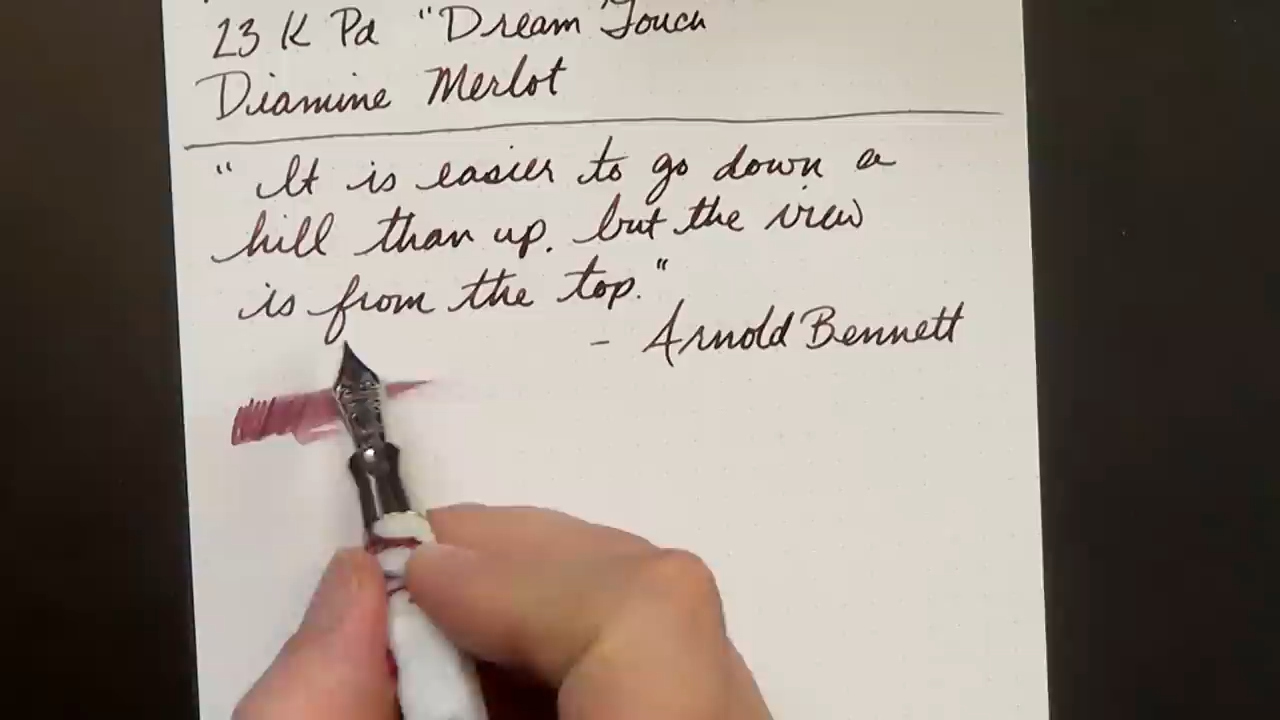 23 K Pd "Dream Touch
Diamine Merlot
"It is easier to go down a
hill than up, but the view
is from the top."
- Arnold Bennett